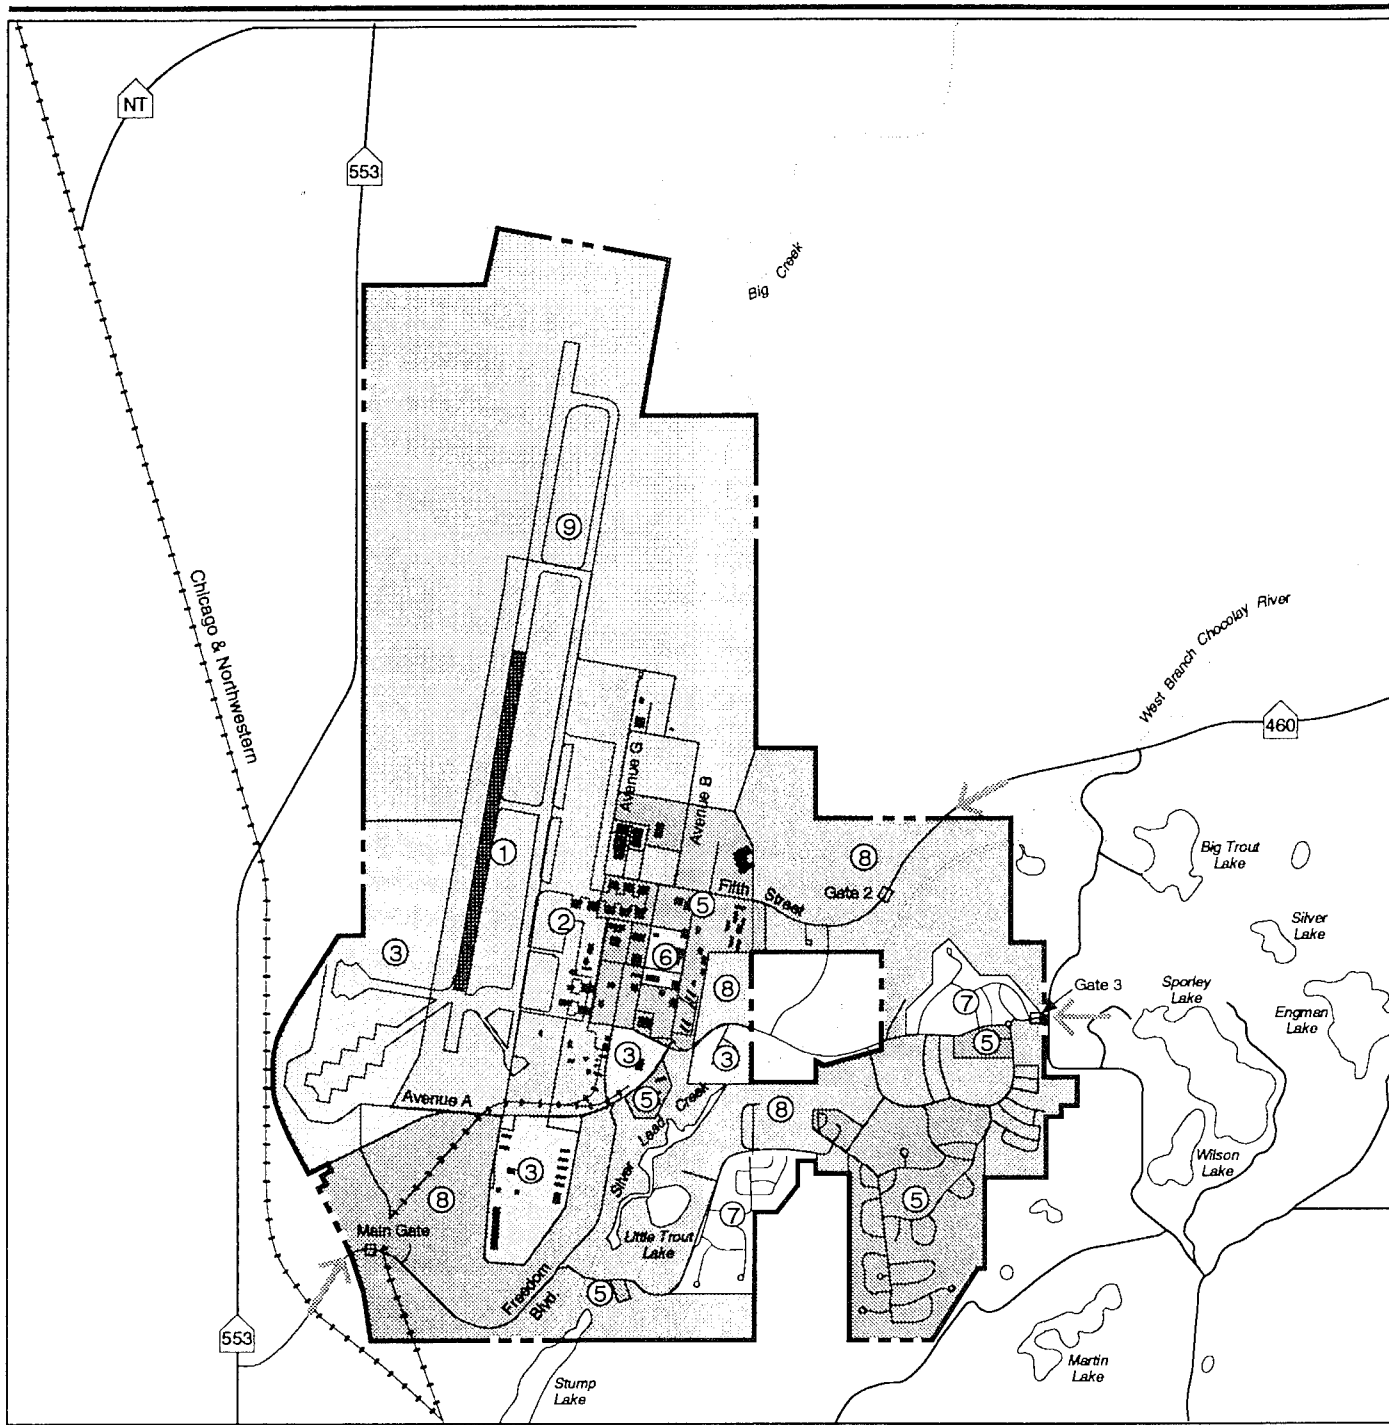 NT
553
Big Creek
9
Chicago & Northwestern
West Branch Chocolay River
460
Avenue G
Avenue B
1
8
Big Trout
Lake
Gate 2
Fifth Street
5
2
Silver
Lake
3
6
8
7
Gate 3
Sporley
Lake
Engman
Lake
3
3
5
Avenue A
5
8
Silver Lead Creek
Wilson
Lake
3
8
5
7
Main Gate
Little Trout
Lake
Freedom
Blvd.
5
553
Stump
Lake
Martin
Lake